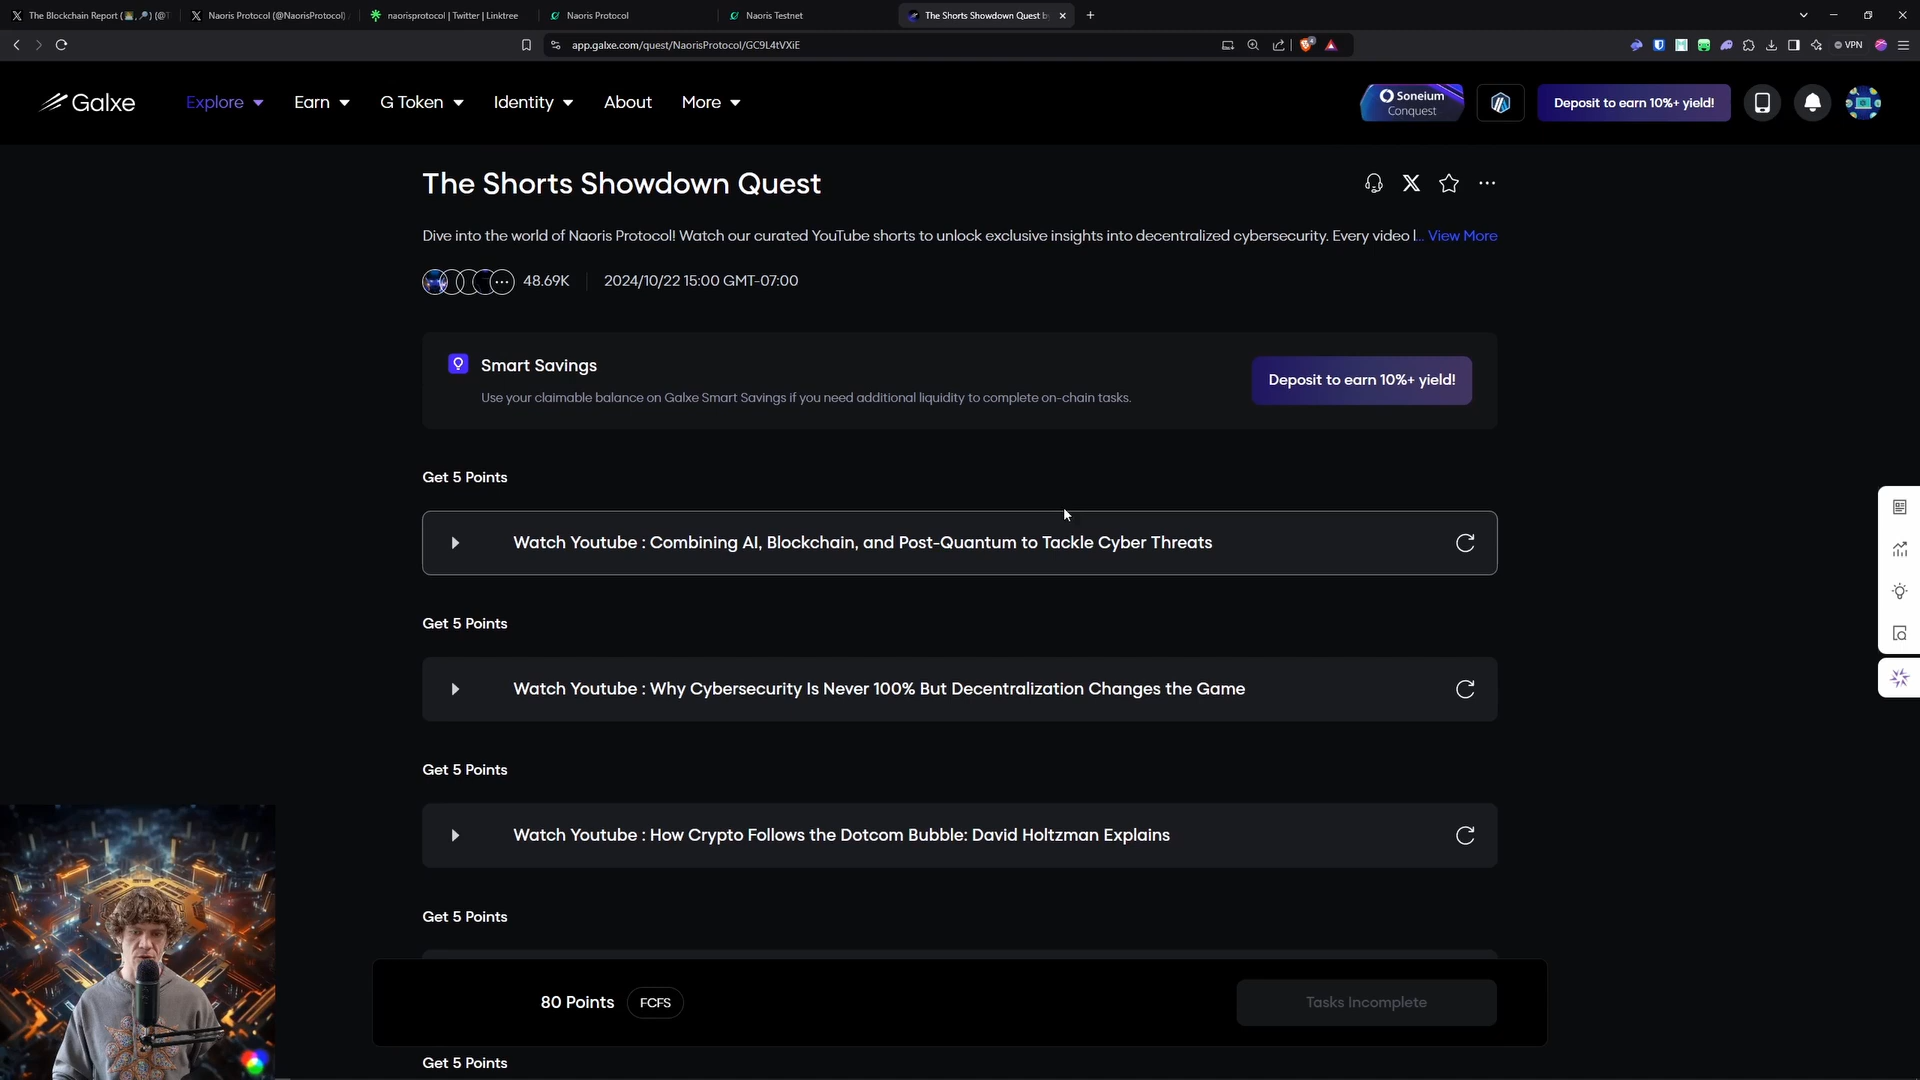 The Blockchain Report (
Naoris Protocol (@NaorisProtocol)
naorisprotocol | Twitter | Linktree
Naoris Protocol
Naoris Testnet
The Shorts Showdown Quest
app.galxe.com/quest/NaorisProtocol/GC9L4tVXiE
VPN
Galxe
Explore
Earn
G Token
Identity
About
More
Soneium
Conquest
Deposit to earn 10%+ yield!
The Shorts Showdown Quest
Dive into the world of Naoris Protocol! Watch our curated YouTube shorts to unlock exclusive insights into decentralized cybersecurity. Every video l... View More
48.69K
2024/10/22 15:00 GMT-07:00
Smart Savings
Use your claimable balance on Galxe Smart Savings if you need additional liquidity to complete on-chain tasks.
Deposit to earn 10%+ yield!
Get 5 Points
Watch Youtube : Combining AI, Blockchain, and Post-Quantum to Tackle Cyber Threats
Get 5 Points
Watch Youtube : Why Cybersecurity Is Never 100% But Decentralization Changes the Game
Get 5 Points
Watch Youtube : How Crypto Follows the Dotcom Bubble: David Holtzman Explains
Get 5 Points
80 Points
FCFS
Tasks Incomplete
Get 5 Points